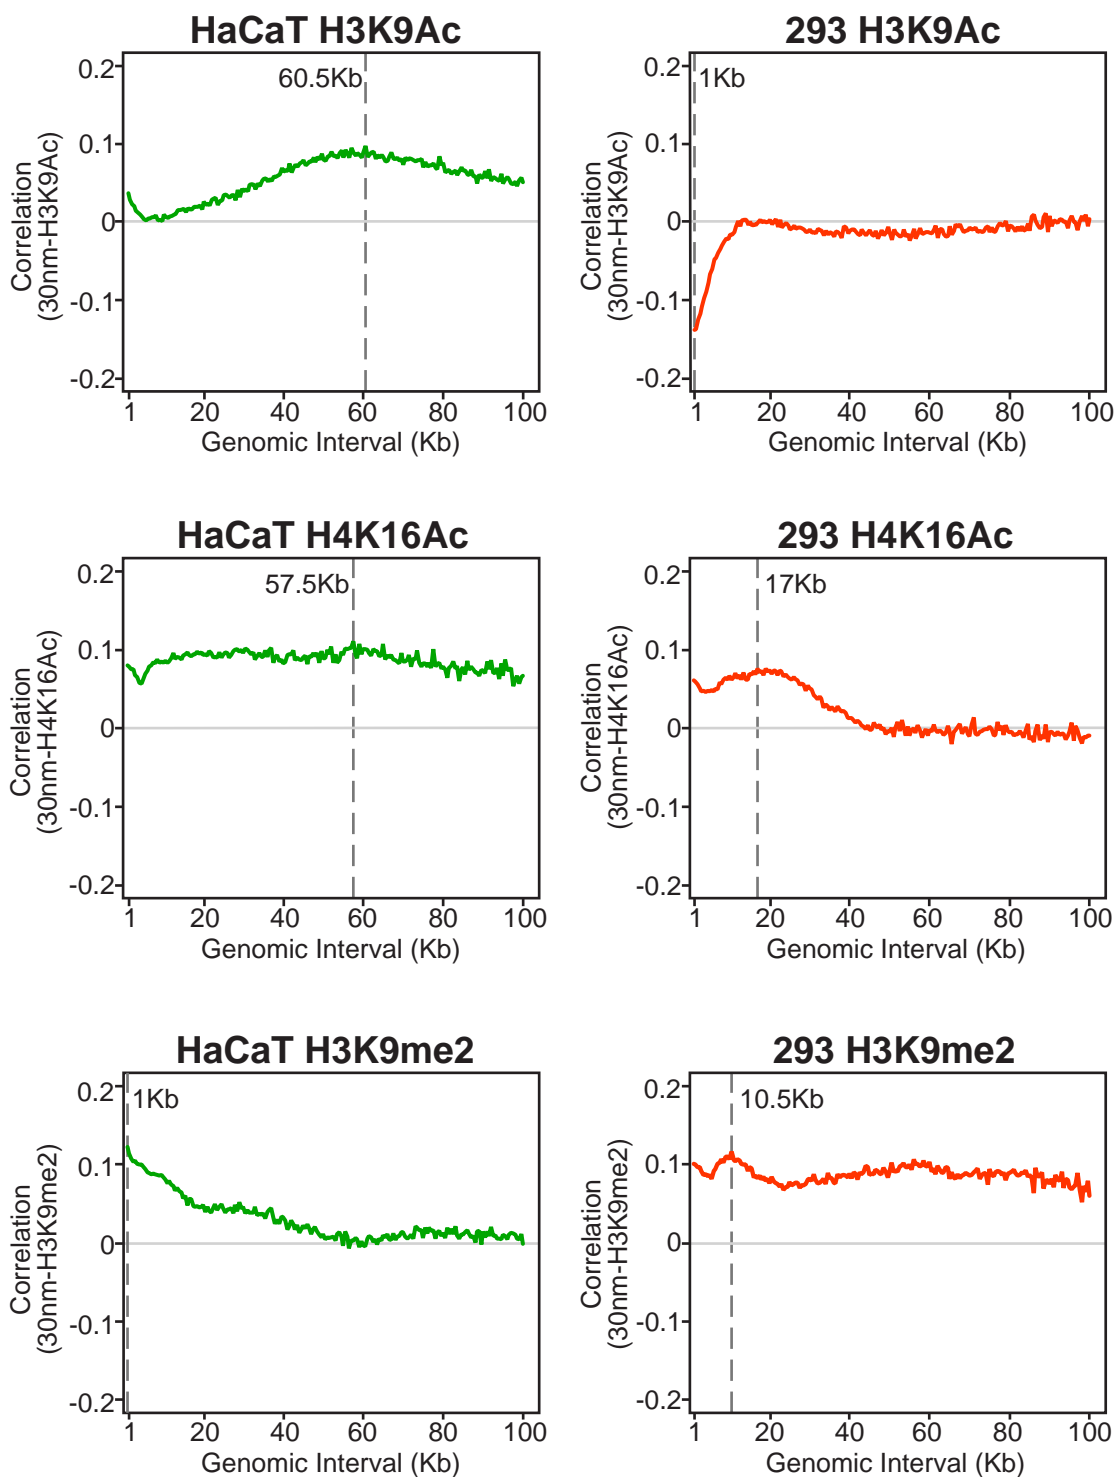 HaCaT H3K9Ac
0.2
0.1
0
-0.1
-0.2
60.5Kb
Correlation
(30nm-H3K9Ac)
1 20 40 60 80 100
Genomic Interval (Kb)
293 H3K9Ac
0.2
0.1
0
-0.1
-0.2
1Kb
Correlation
(30nm-H3K9Ac)
1 20 40 60 80 100
Genomic Interval (Kb)
HaCaT H4K16Ac
0.2
0.1
0
-0.1
-0.2
57.5Kb
Correlation
(30nm-H4K16Ac)
1 20 40 60 80 100
Genomic Interval (Kb)
293 H4K16Ac
0.2
0.1
0
-0.1
-0.2
17Kb
Correlation
(30nm-H4K16Ac)
1 20 40 60 80 100
Genomic Interval (Kb)
HaCaT H3K9me2
0.2
0.1
0
-0.1
-0.2
1Kb
Correlation
(30nm-H3K9me2)
1 20 40 60 80 100
Genomic Interval (Kb)
293 H3K9me2
0.2
0.1
0
-0.1
-0.2
10.5Kb
Correlation
(30nm-H3K9me2)
1 20 40 60 80 100
Genomic Interval (Kb)